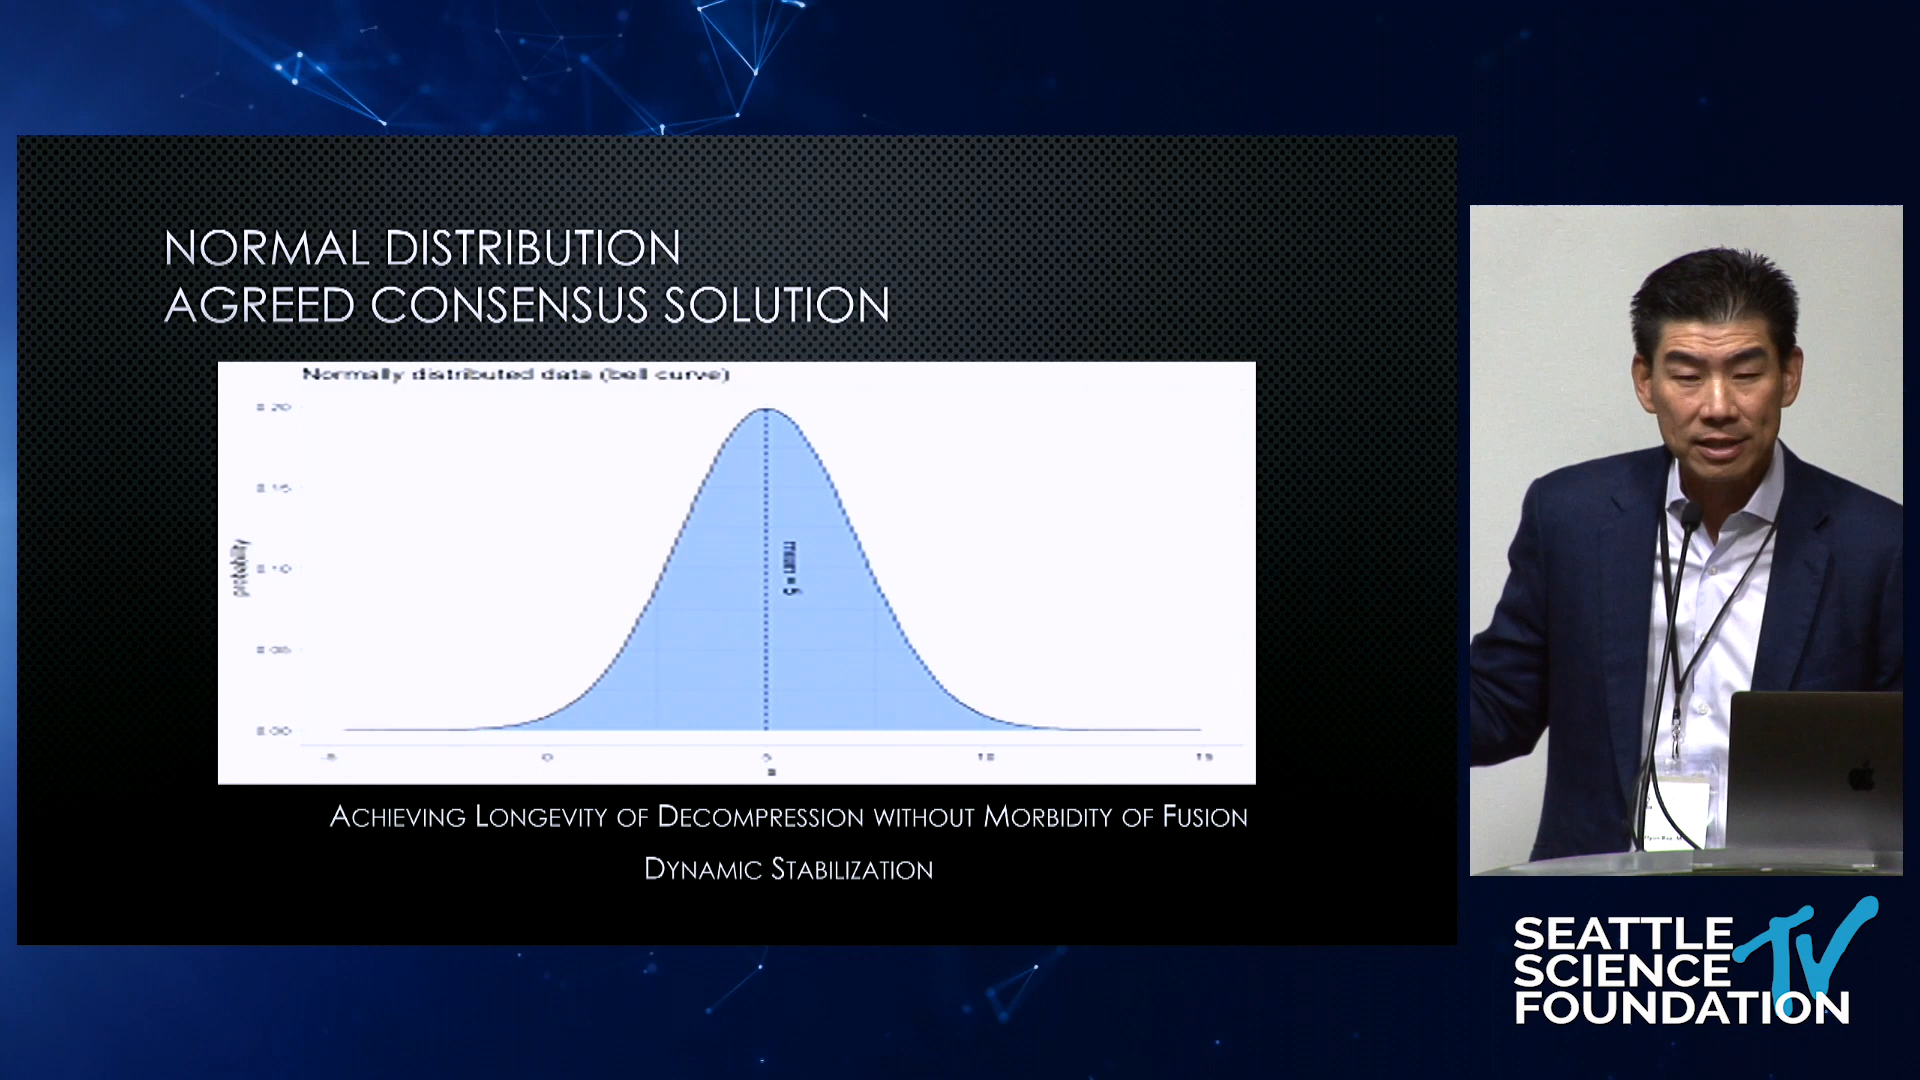 NORMAL DISTRIBUTION
AGREED CONSENSUS SOLUTION
Normally distributed data (bell curve)
0.20
0.15
0.10
0.05
0.00
probability
mean = 5
-5 0 5 10 15
ACHIEVING LONGEVITY OF DECOMPRESSION WITHOUT MORBIDITY OF FUSION
DYNAMIC STABILIZATION
SEATTLE
SCIENCE
FOUNDATION
TV